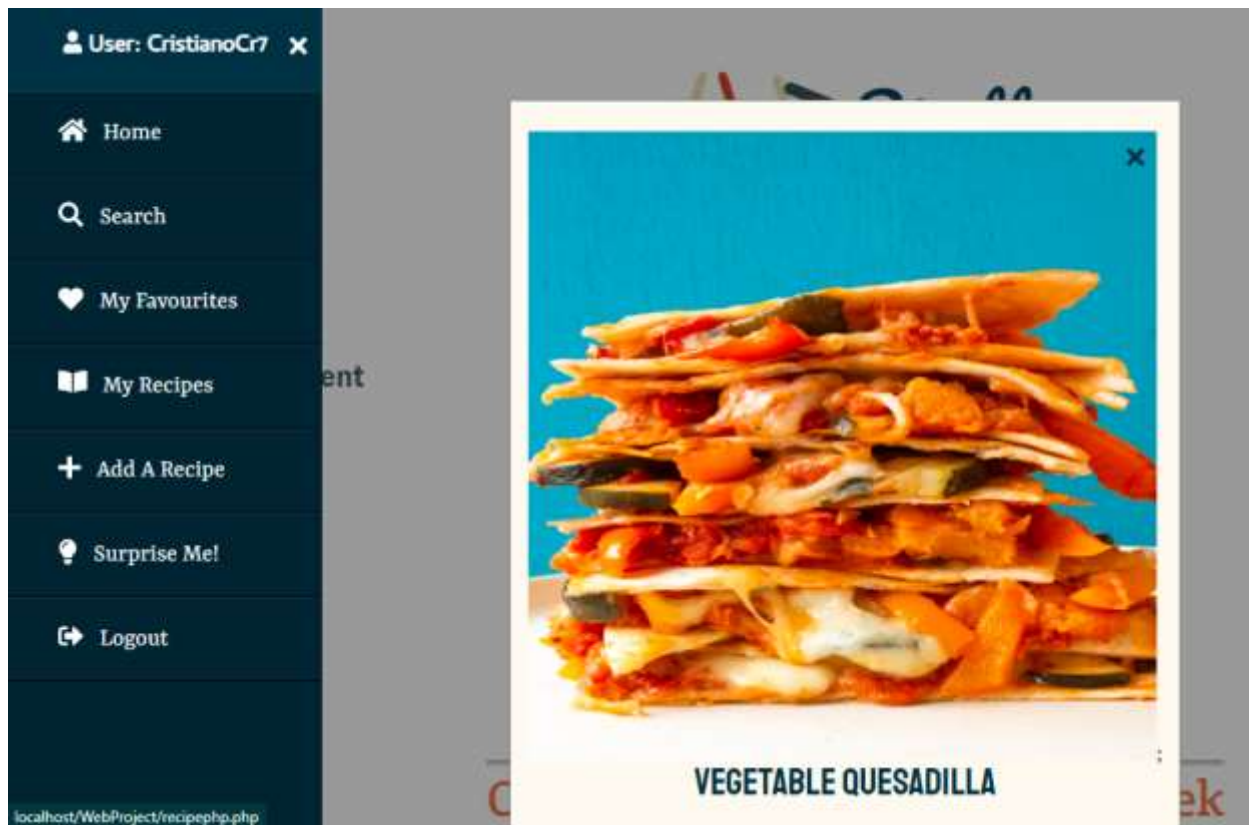 User: CristianoCr7 ×
Home
Search
My Favourites
My Recipes
ent
Add A Recipe
Surprise Me!
Logout
×
VEGETABLE QUESADILLA
ek
localhost/WebProject/recipephp.php